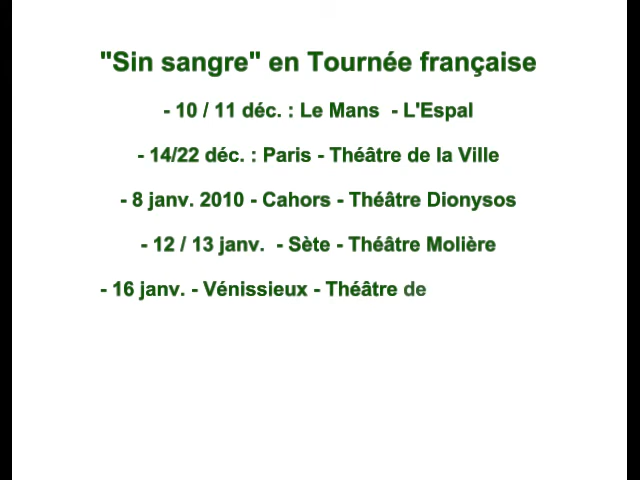 "Sin sangre" en Tournée française
- 10 / 11 déc. : Le Mans  - L'Espal
- 14/22 déc. : Paris - Théâtre de la Ville
- 8 janv. 2010 - Cahors - Théâtre Dionysos
- 12 / 13 janv.  - Sète - Théâtre Molière
- 16 janv. - Vénissieux - Théâtre de